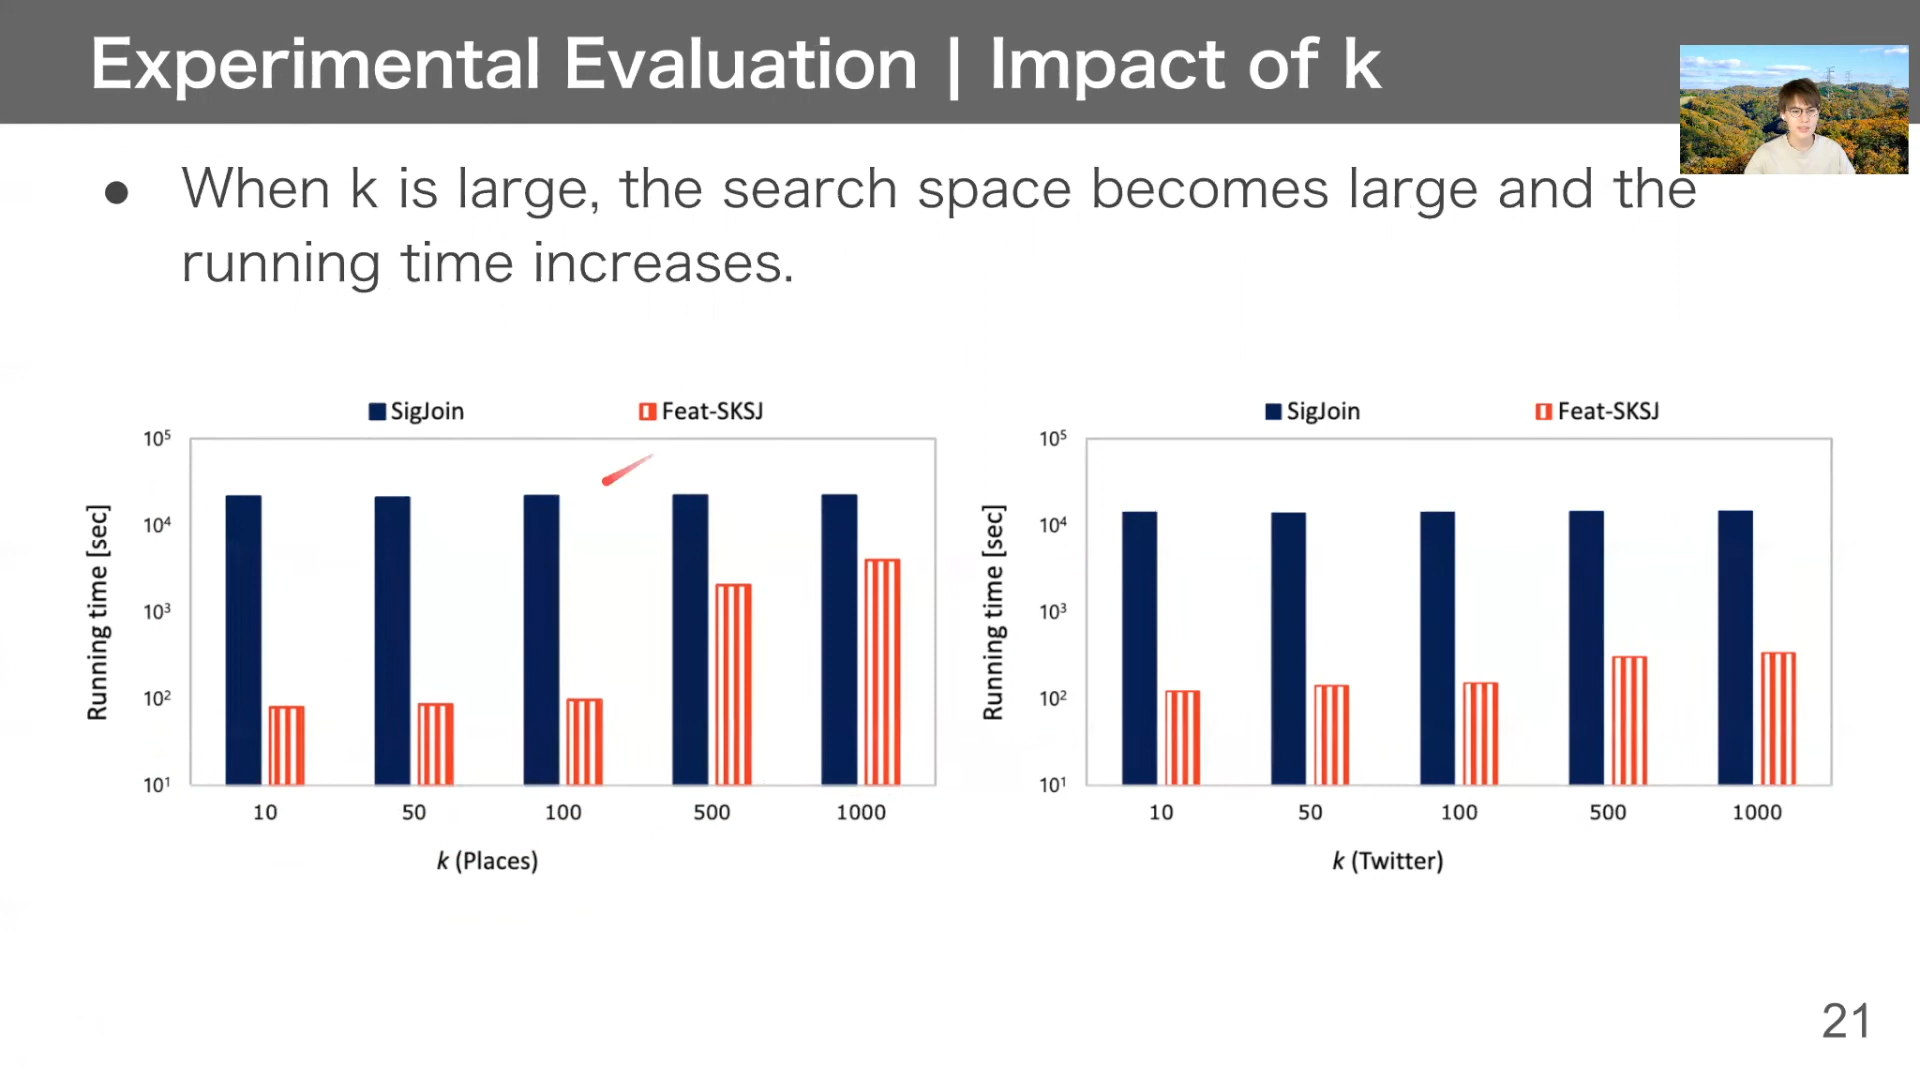 Experimental Evaluation | Impact of k
● When k is large, the search space becomes large and the
running time increases.
SigJoin Feat-SKSJ
10⁵
10⁴
10³
10²
10¹
Running time [sec]
10 50 100 500 1000
k (Places)
SigJoin Feat-SKSJ
10⁵
10⁴
10³
10²
10¹
Running time [sec]
10 50 100 500 1000
k (Twitter)
21